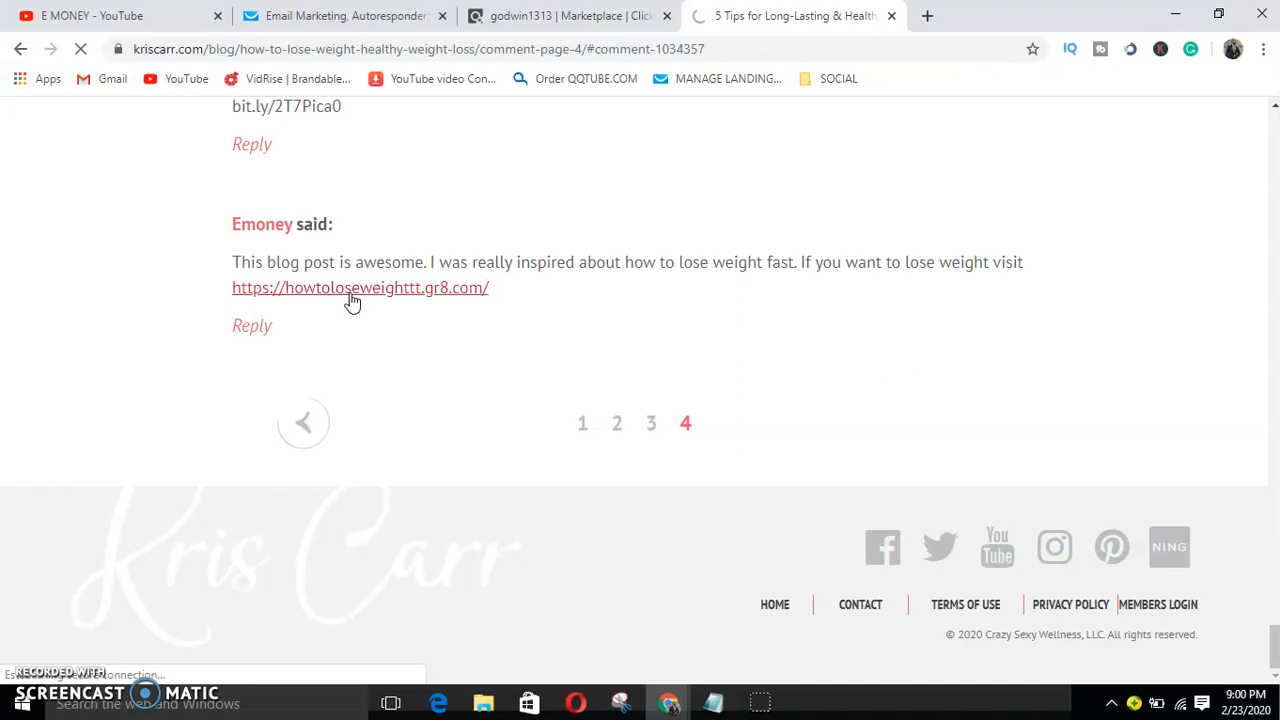 E MONEY - YouTube
Email Marketing, Autoresponder
godwin1313 | Marketplace | Click
5 Tips for Long-Lasting & Health
kriscarr.com/blog/how-to-lose-weight-healthy-weight-loss/comment-page-4/#comment-1034357
Apps
Gmail
YouTube
VidRise | Brandable...
YouTube video Con...
Order QQTUBE.COM
MANAGE LANDING...
SOCIAL
bit.ly/2T7Pica0
Reply
Emoney said:
This blog post is awesome. I was really inspired about how to lose weight fast. If you want to lose weight visit
https://howtoloseweighttt.gr8.com/
Reply
1 2 3 4
Kris Carr
You Tube
NING
HOME
CONTACT
TERMS OF USE
PRIVACY POLICY
MEMBERS LOGIN
© 2020 Crazy Sexy Wellness, LLC. All rights reserved.
RECORDED WITH
SCREENCAST MATIC
Search the web and Windows
9:00 PM
2/23/2020